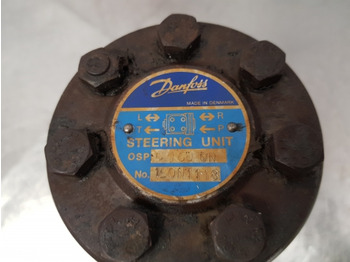 Danfoss
MADE IN DENMARK
L R
T P
STEERING UNIT
OSP
No.